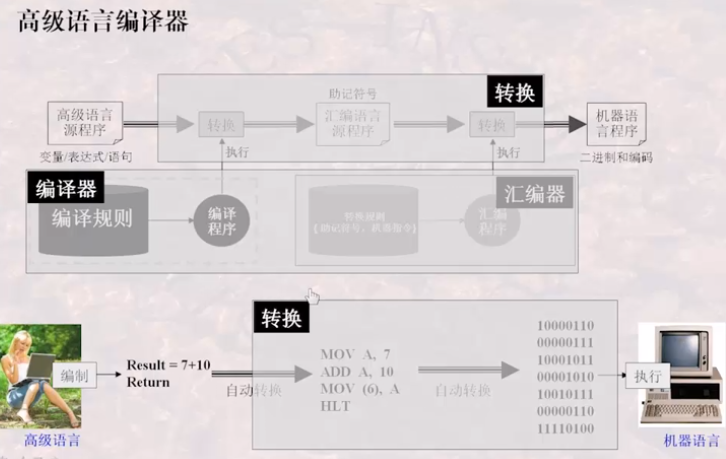 高级语言编译器
助记符号
转换
高级语言
源程序
转换
汇编语言
源程序
转换
机器语
言程序
变量/表达式/语句
执行
执行
二进制和编码
编译器
编译规则
编译
程序
转换规则
[助记符号，机器指令]
汇编
程序
汇编器
转换
编制
Result = 7+10
Return
自动转换
MOV A, 7
ADD A, 10
MOV (6), A
HLT
自动转换
10000110
00000111
10001011
00001010
10010111
00000110
11110100
执行
高级语言
机器语言